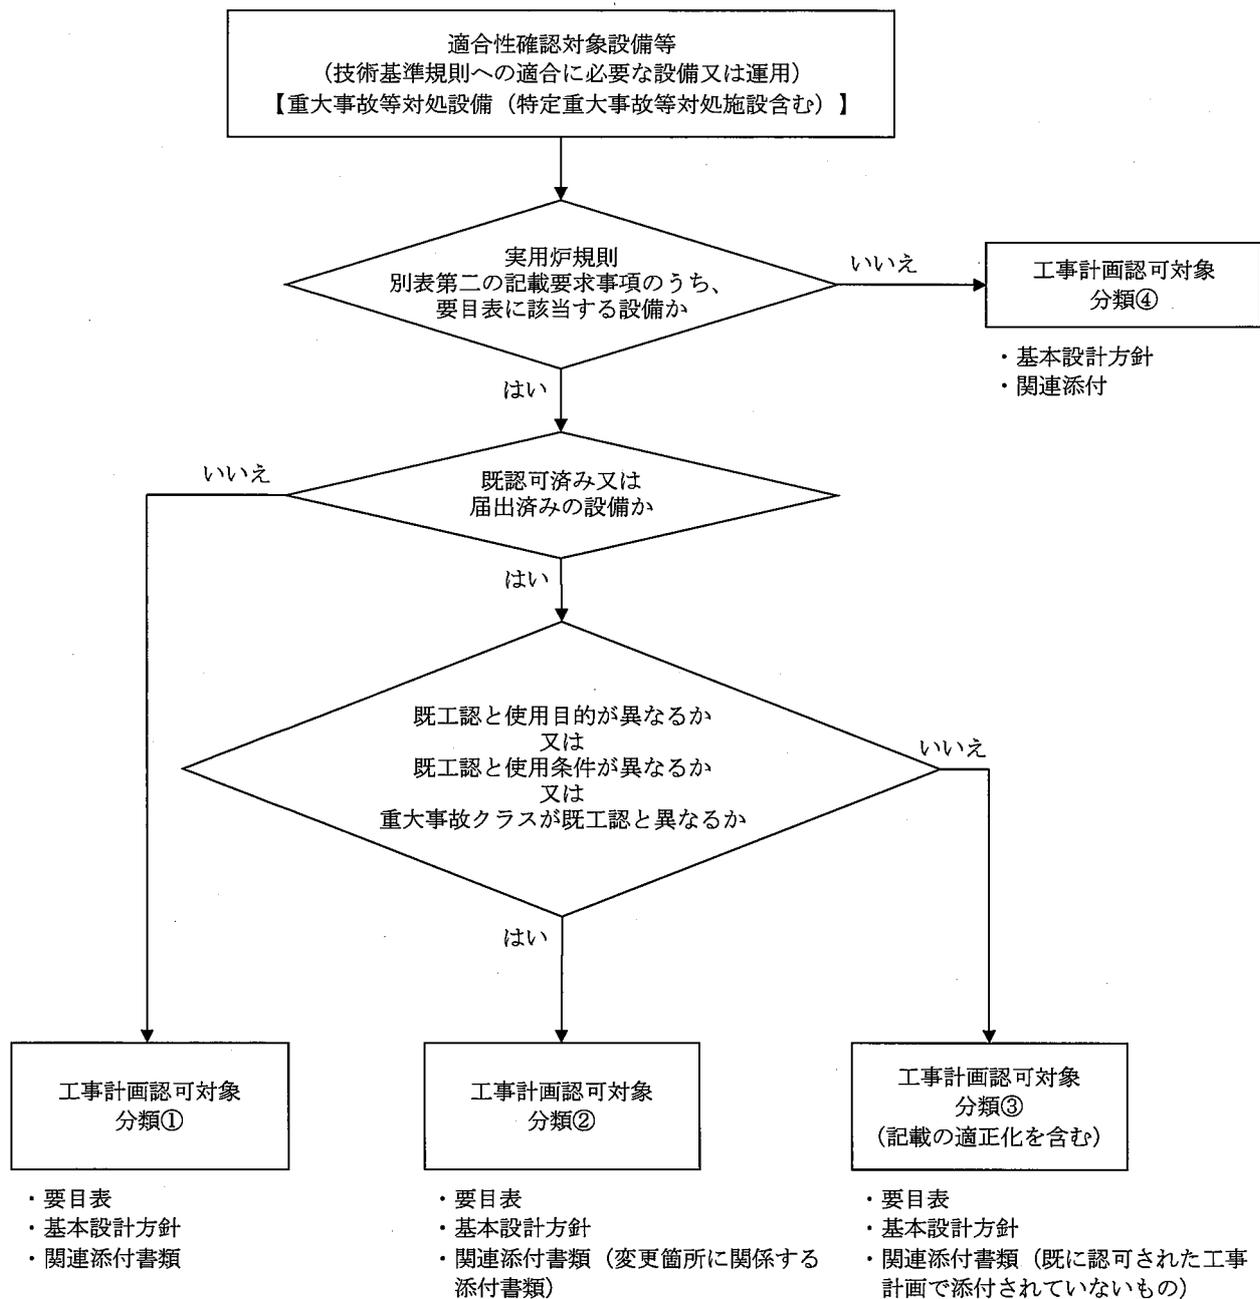 適合性確認対象設備等
（技術基準規則への適合に必要な設備又は運用）
【重大事故等対処設備（特定重大事故等対処施設含む）】
実用炉規則
別表第二の記載要求事項のうち、
要目表に該当する設備か
いいえ
工事計画認可対象
分類④
・基本設計方針
・関連添付
はい
既認可済み又は
届出済みの設備か
いいえ
はい
既工認と使用目的が異なるか
又は
既工認と使用条件が異なるか
又は
重大事故クラスが既工認と異なるか
いいえ
はい
工事計画認可対象
分類①
・要目表
・基本設計方針
・関連添付書類
工事計画認可対象
分類②
・要目表
・基本設計方針
・関連添付書類（変更箇所に関係する
添付書類）
工事計画認可対象
分類③
（記載の適正化を含む）
・要目表
・基本設計方針
・関連添付書類（既に認可された工事
計画で添付されていないもの）